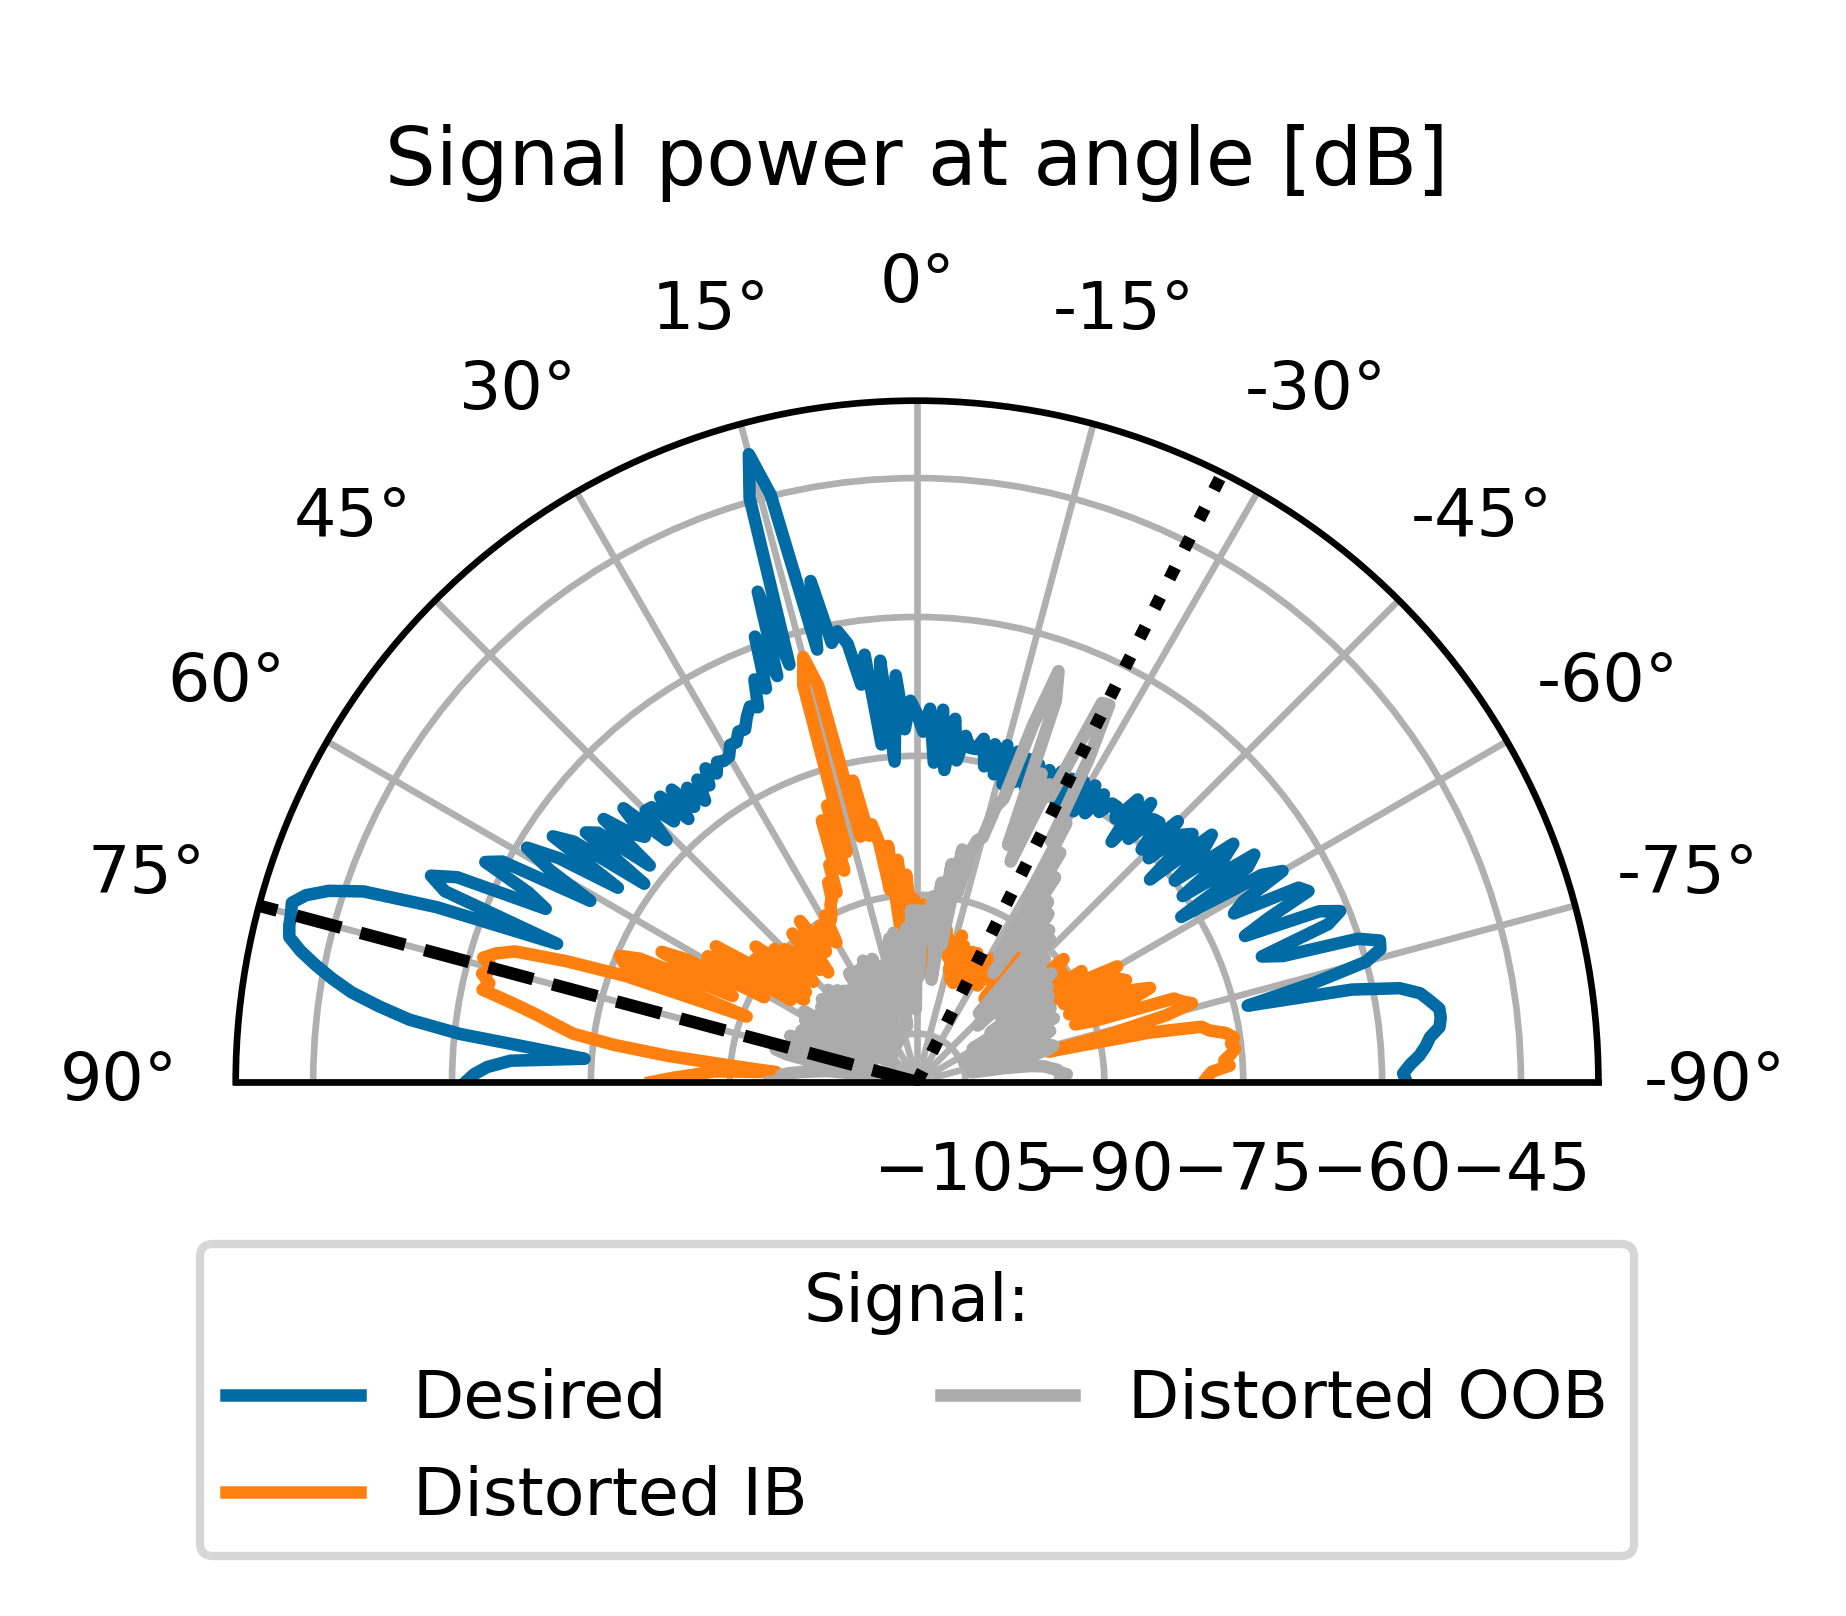 Signal power at angle [dB]
0°
15° -15°
30° -30°
45° -45°
60° -60°
75° -75°
90° -90°
−105 −90 −75 −60 −45
Signal:
Desired Distorted OOB
Distorted IB